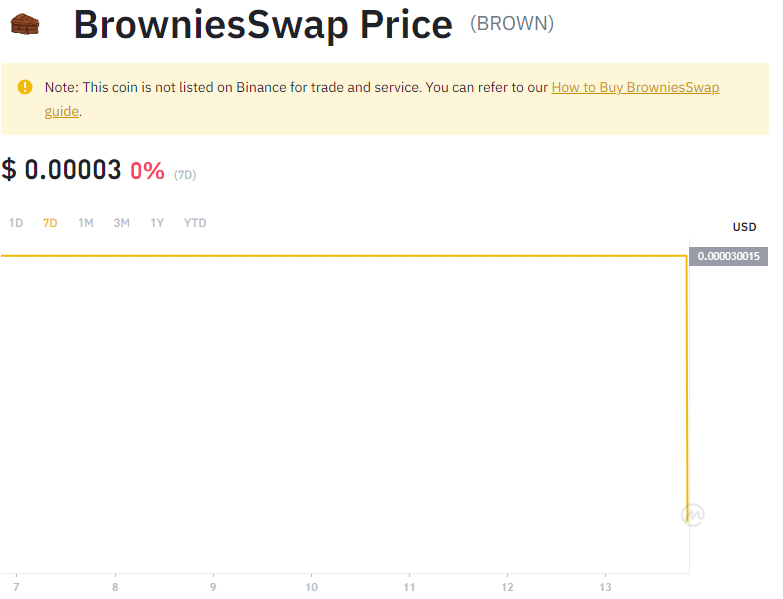 BrowniesSwap Price (BROWN)
Note: This coin is not listed on Binance for trade and service. You can refer to our How to Buy BrowniesSwap
guide.
$ 0.00003 0% (7D)
1D 7D 1M 3M 1Y YTD
USD
0.000030015
7 8 9 10 11 12 13